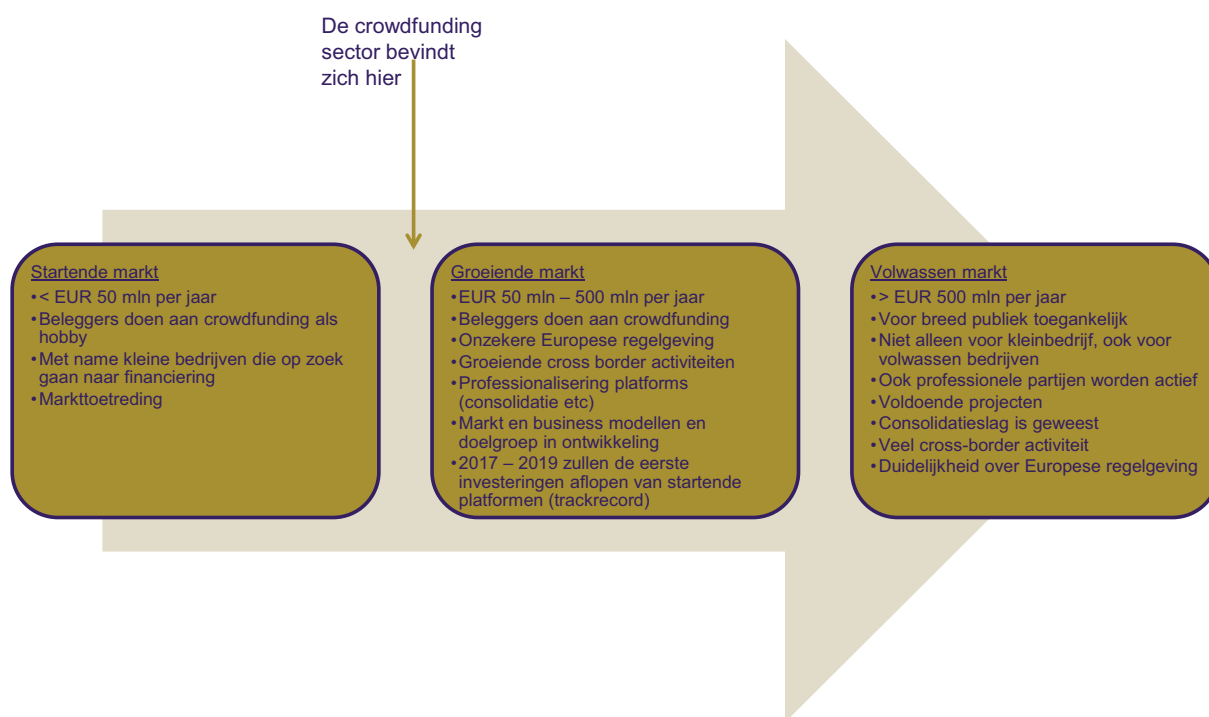 De crowdfunding
sector bevindt
zich hier
Startende markt
•< EUR 50 mln per jaar
•Beleggers doen aan crowdfunding als
hobby
•Met name kleine bedrijven die op zoek
gaan naar financiering
•Markttoetreding
Groeiende markt
•EUR 50 mln – 500 mln per jaar
•Beleggers doen aan crowdfunding
•Onzekere Europese regelgeving
•Groeiende cross border activiteiten
•Professionalisering platforms
(consolidatie etc)
•Markt en business modellen en
doelgroep in ontwikkeling
•2017 – 2019 zullen de eerste
investeringen aflopen van startende
platformen (trackrecord)
Volwassen markt
•> EUR 500 mln per jaar
•Voor breed publiek toegankelijk
•Niet alleen voor kleinbedrijf, ook voor
volwassen bedrijven
•Ook professionele partijen worden actief
•Voldoende projecten
•Consolidatieslag is geweest
•Veel cross-border activiteit
•Duidelijkheid over Europese regelgeving